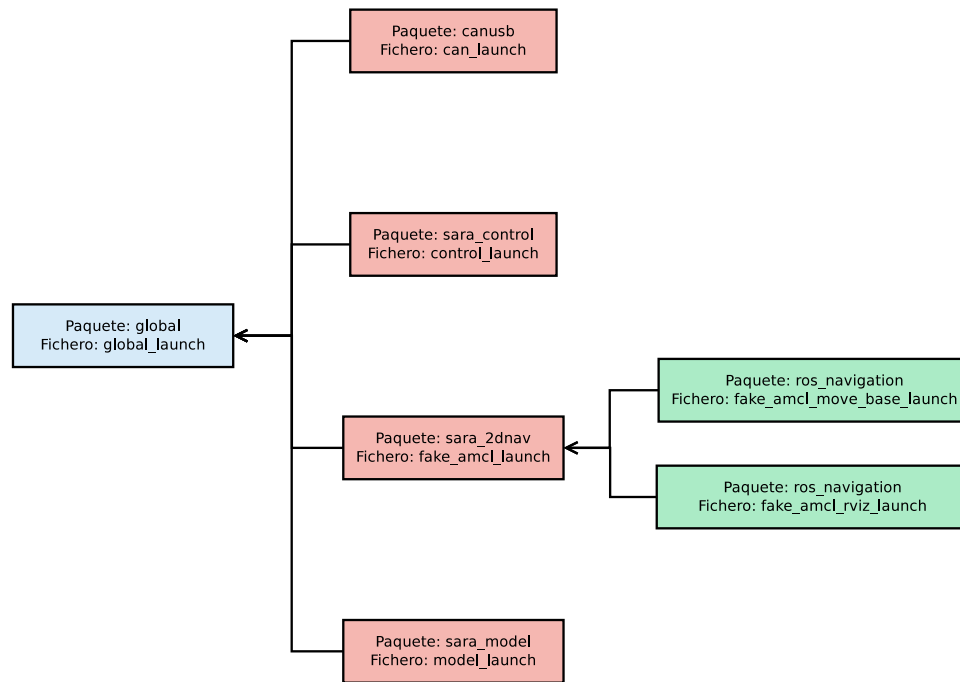 Paquete: canusb
Fichero: can_launch
Paquete: sara_control
Fichero: control_launch
Paquete: global
Fichero: global_launch
Paquete: ros_navigation
Fichero: fake_amcl_move_base_launch
Paquete: sara_2dnav
Fichero: fake_amcl_launch
Paquete: ros_navigation
Fichero: fake_amcl_rviz_launch
Paquete: sara_model
Fichero: model_launch